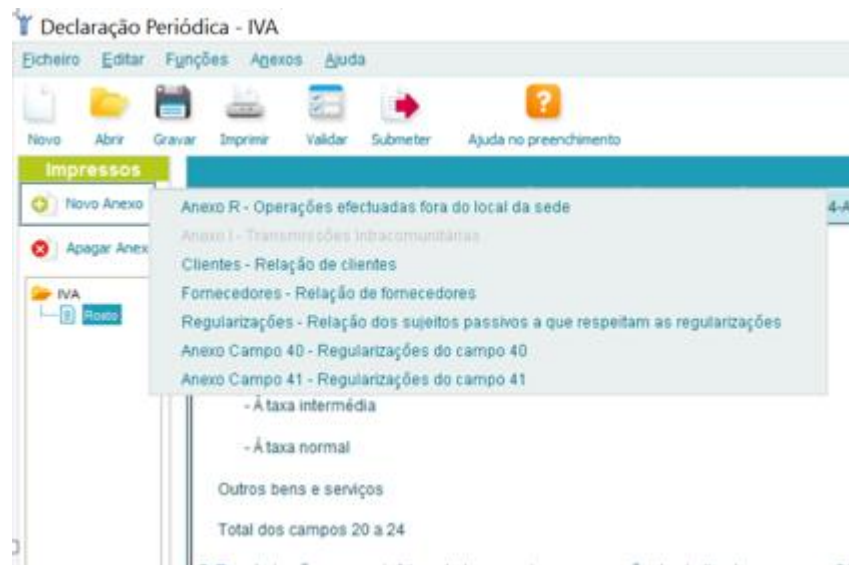 Declaração Periódica - IVA
Ficheiro Editar Funções Anexos Ajuda
Novo Abrir Gravar Imprimir Validar Submeter Ajuda no preenchimento
Impressos
Novo Anexo
Anexo R - Operações efectuadas fora do local da sede
4-A
Anexo I - Transmissões Intracomunitárias
Apagar Anex
Clientes - Relação de clientes
IVA
Fornecedores - Relação de fornecedores
Rosto
Regularizações - Relação dos sujeitos passivos a que respeitam as regularizações
Anexo Campo 40 - Regularizações do campo 40
Anexo Campo 41 - Regularizações do campo 41
- À taxa intermédia
- À taxa normal
Outros bens e serviços
Total dos campos 20 a 24